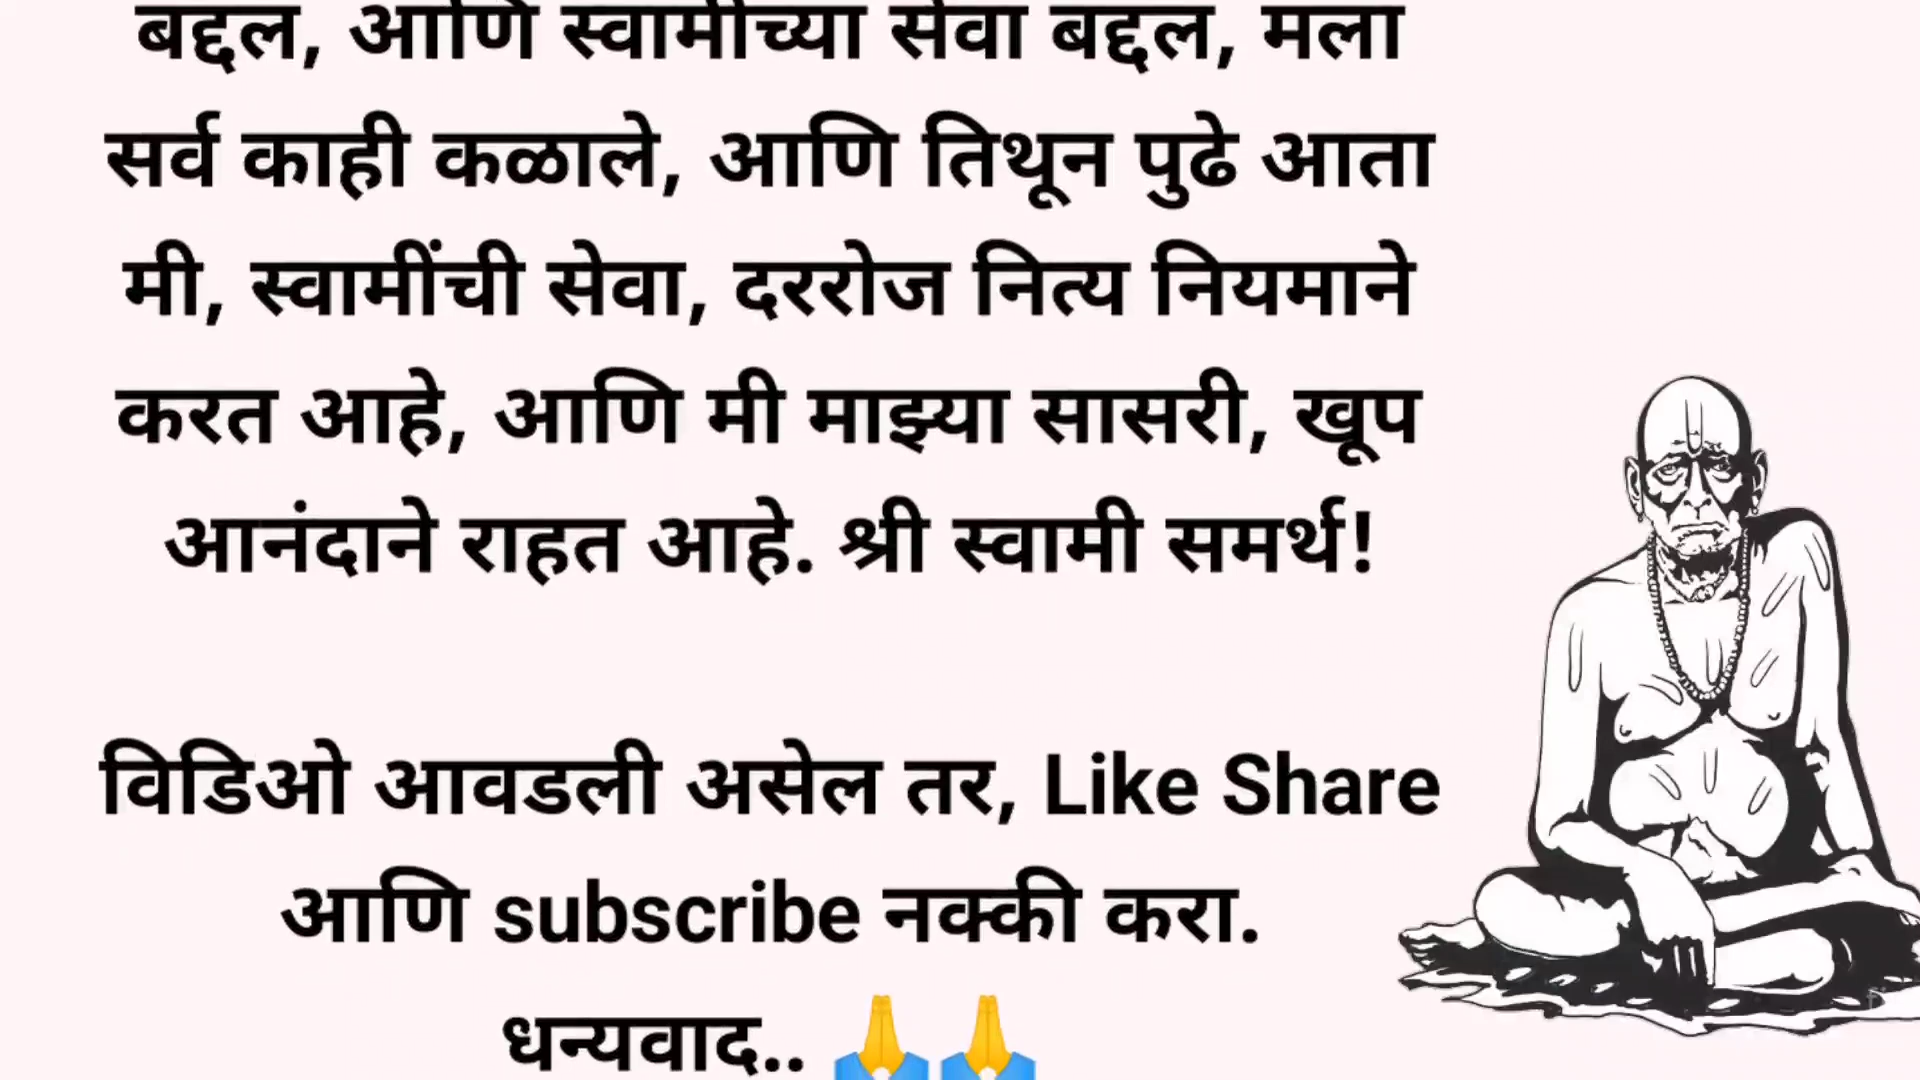 बद्दल, आणि स्वामींच्या सेवा बद्दल, मला
सर्व काही कळाले, आणि तिथून पुढे आता
मी, स्वामींची सेवा, दररोज नित्य नियमाने
करत आहे, आणि मी माझ्या सासरी, खूप
आनंदाने राहत आहे. श्री स्वामी समर्थ!
विडिओ आवडली असेल तर, Like Share
आणि subscribe नक्की करा.
धन्यवाद.. 🙏🙏